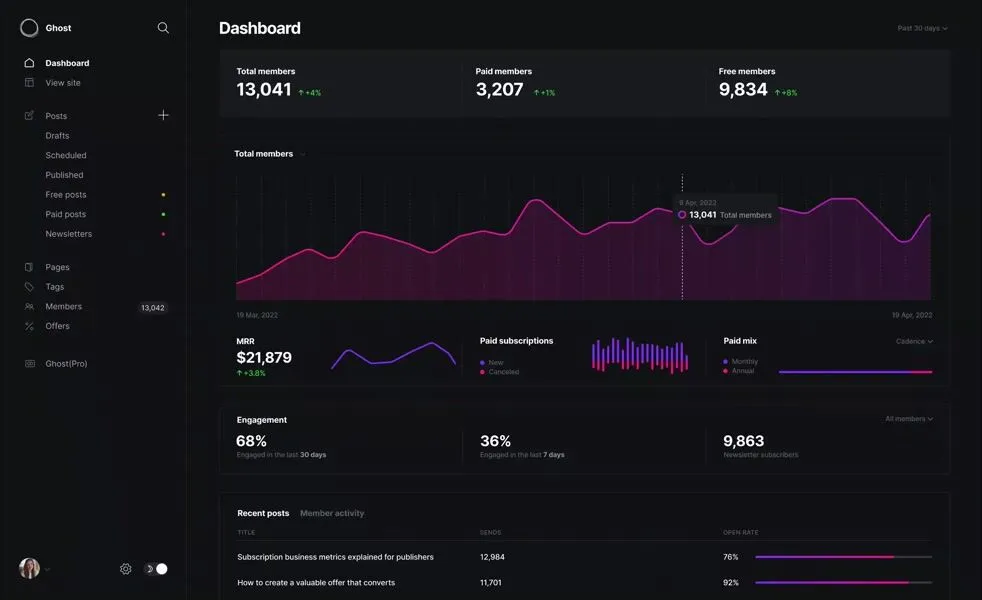 Ghost
Dashboard
View site
Posts
Drafts
Scheduled
Published
Free posts
Paid posts
Newsletters
Pages
Tags
Members 13,042
Offers
Ghost(Pro)
Dashboard
Past 30 days
Total members
13,041 +4%
Paid members
3,207 +1%
Free members
9,834 +8%
Total members
9 Apr, 2022
13,041 Total members
19 Mar, 2022
19 Apr, 2022
MRR
$21,879
+3.8%
Paid subscriptions
New
Canceled
Paid mix
Cadence
Monthly
Annual
Engagement
All members
68%
Engaged in the last 30 days
36%
Engaged in the last 7 days
9,863
Newsletter subscribers
Recent posts Member activity
TITLE SENDS OPEN RATE
Subscription business metrics explained for publishers 12,984 76%
How to create a valuable offer that converts 11,701 92%